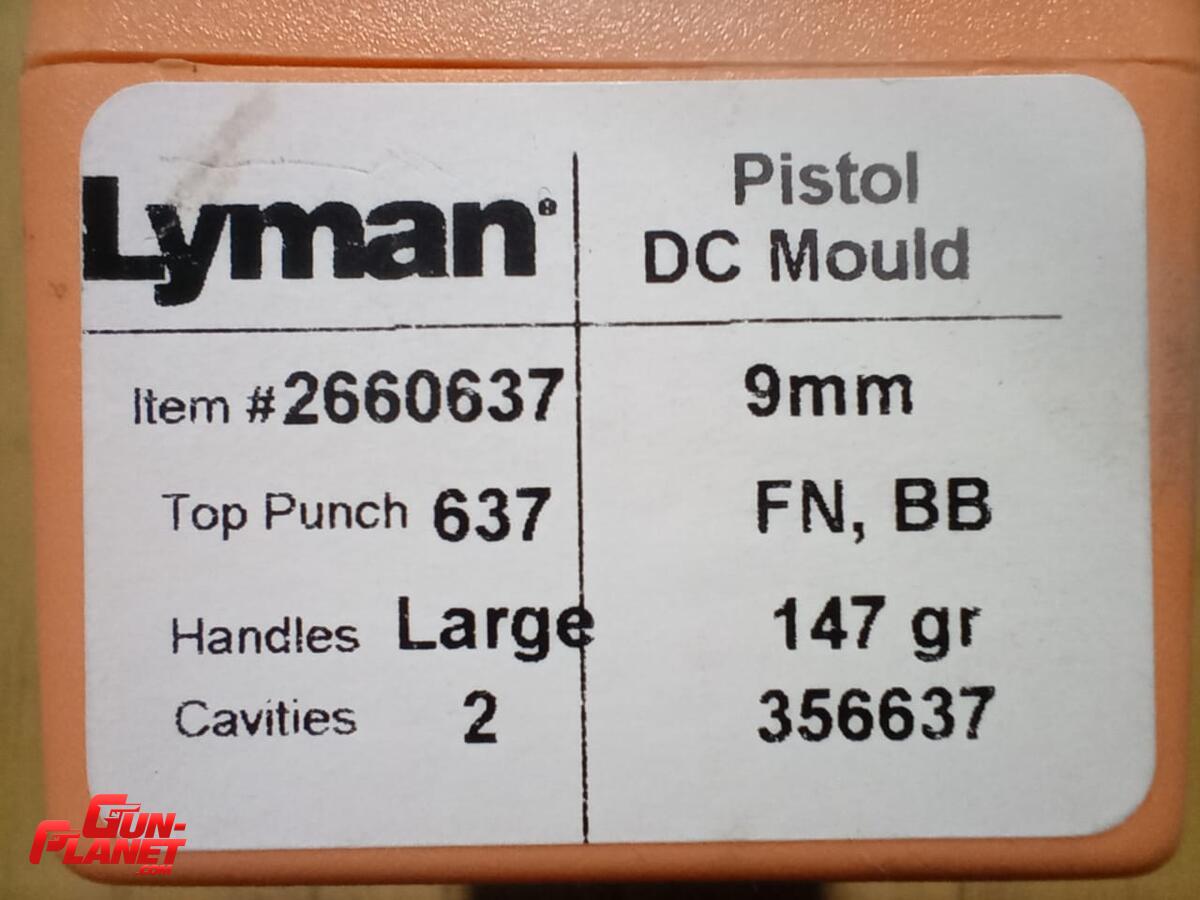 Lyman®
Pistol
DC Mould
Item #2660637
9mm
Top Punch 637
FN, BB
Handles Large
147 gr
Cavities 2
356637
GUN-
PLANET
.COM